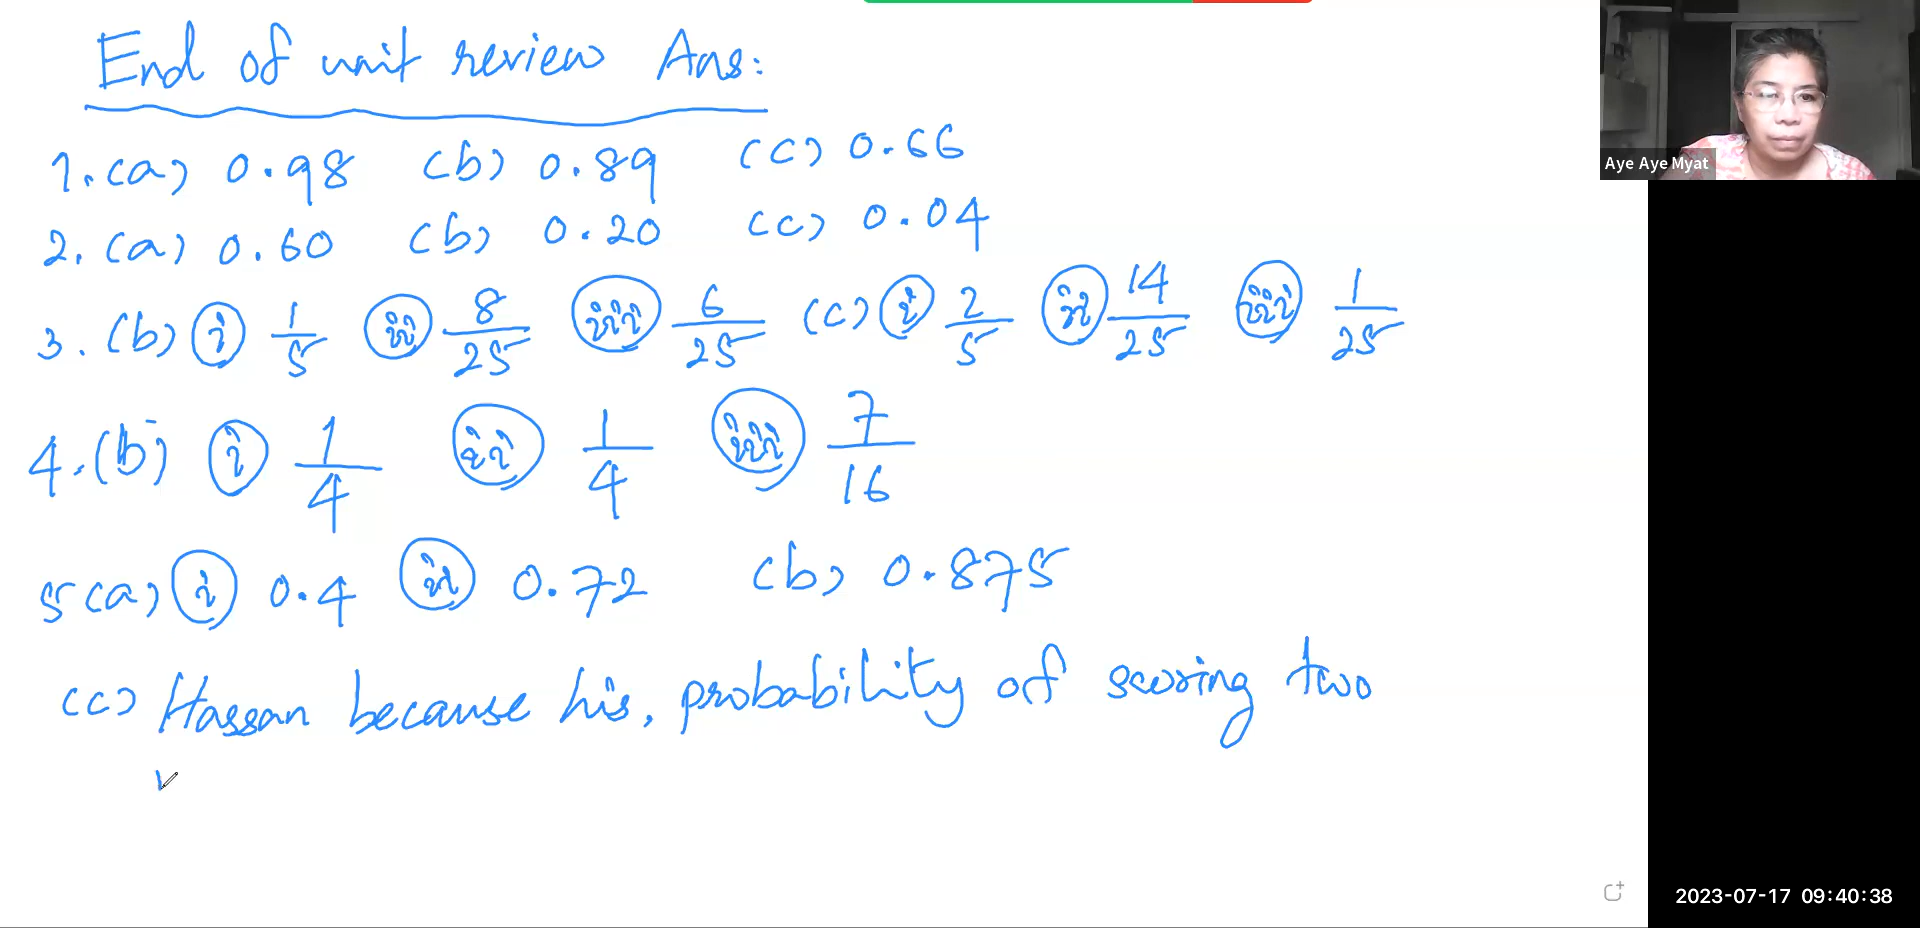 End of unit review Ans:
1. (a) 0.98 (b) 0.89 (c) 0.66
2. (a) 0.60 (b) 0.20 (c) 0.04
3. (b) i 1/5 ii 8/25 iii 6/25 (c) i 2/5 ii 14/25 iii 1/25
4. (b) i 1/4 ii 1/4 iii 7/16
5 (a) i 0.4 ii 0.72 (b) 0.875
(c) Hassan because his, probability of scoring two
Aye Aye Myat
2023-07-17 09:40:38